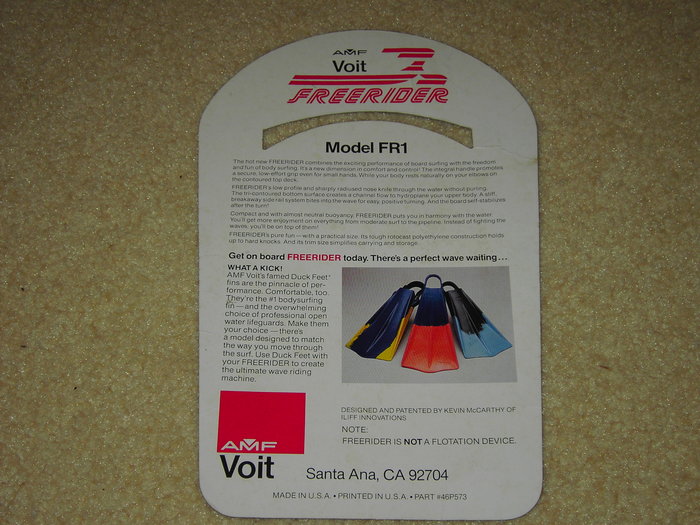 AMF
Voit
FREERIDER
Model FR1
The hot new FREERIDER combines the exciting performance of board surfing with the freedom
and fun of body surfing. It's a new dimension in comfort and control! The integral handle promotes
a secure, low-effort grip even for small hands. While your body rests naturally on your elbows on
the contoured top deck.
FREERIDER's low profile and sharply radiused nose knife through the water without purling.
The tri-contoured bottom surface creates a channel flow to hydroplane your upper body. A stiff,
breakaway side rail system bites into the wave for easy, positive turning. And the board self-stabilizes
after the turn!
Compact and with almost neutral buoyancy, FREERIDER puts you in harmony with the water.
You'll get more enjoyment on everything from moderate surf to the pipeline. Instead of fighting the
waves, you'll be on top of them!
FREERIDER's pure fun — with a practical size. Its tough rotocast polyethylene construction holds
up to hard knocks. And its trim size simplifies carrying and storage.
Get on board FREERIDER today. There's a perfect wave waiting...
WHAT A KICK!
AMF Voit's famed Duck Feet*
fins are the pinnacle of per-
formance. Comfortable, too.
They're the #1 bodysurfing
fin — and the overwhelming
choice of professional open
water lifeguards. Make them
your choice — there's
a model designed to match
the way you move through
the surf. Use Duck Feet with
your FREERIDER to create
the ultimate wave riding
machine.
DESIGNED AND PATENTED BY KEVIN McCARTHY OF
ILIFF INNOVATIONS
NOTE:
FREERIDER IS NOT A FLOTATION DEVICE.
AMF
Voit
Santa Ana, CA 92704
MADE IN U.S.A. • PRINTED IN U.S.A. • PART #46P573